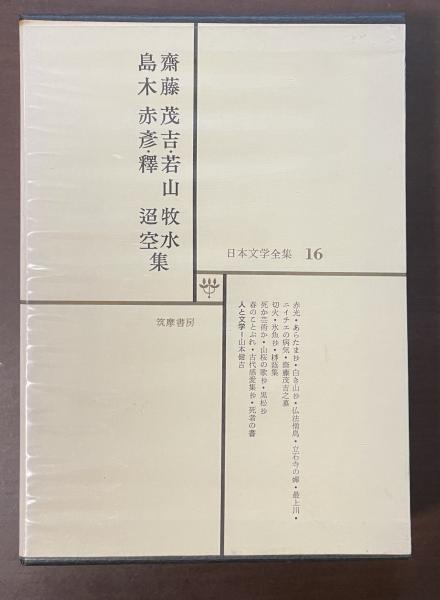 齋藤 茂吉・若山 牧水
島木 赤彥・釋 迢空集
日本文学全集 16
筑摩書房
赤光・あらたま抄・白き山抄・仏法僧鳥・立石寺の蟬・最上川・
ニイチエの病気・斎藤茂吉之墓
切火・氷魚抄・柹蔭集
死か芸術か・山桜の歌抄・黒松抄
春のことぶれ・古代感愛集抄・死者の書
人と文学=山本健吉